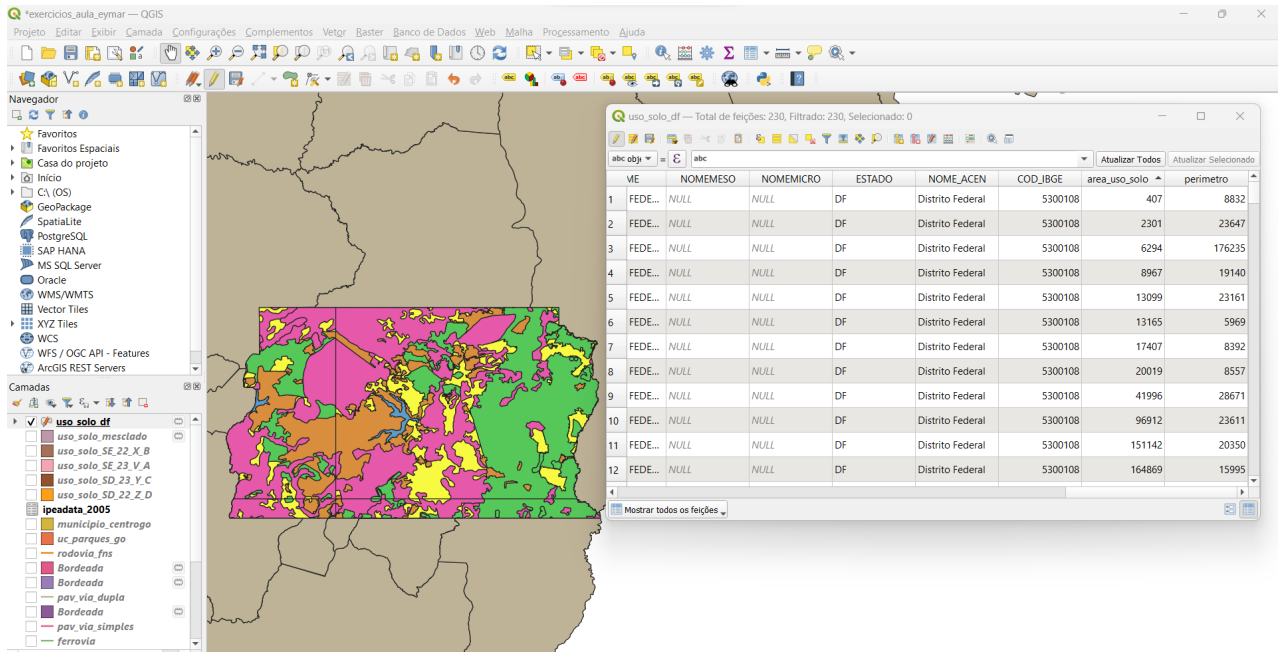 *exercicios_aula_eymar — QGIS
Projeto Editar Exibir Camada Configurações Complementos Vetor Raster Banco de Dados Web Malha Processamento Ajuda
Navegador
Favoritos
Favoritos Espaciais
Casa do projeto
Início
C:\ (OS)
GeoPackage
SpatiaLite
PostgreSQL
SAP HANA
MS SQL Server
Oracle
WMS/WMTS
Vector Tiles
XYZ Tiles
WCS
WFS / OGC API - Features
ArcGIS REST Servers
Camadas
uso_solo_df
uso_solo_mesclado
uso_solo_SE_22_X_B
uso_solo_SE_23_V_A
uso_solo_SD_23_Y_C
uso_solo_SD_22_Z_D
ipeadata_2005
municipio_centrogo
uc_parques_go
rodovia_fns
Bordeada
Bordeada
pav_via_dupla
Bordeada
pav_via_simples
ferrovia
uso_solo_df — Total de feições: 230, Filtrado: 230, Selecionado: 0
abc obje = ε abc Atualizar Todos Atualizar Selecionado
ME NOMEMESO NOMEMICRO ESTADO NOME_ACEN COD_IBGE area_uso_solo perimetro
1 FEDE... NULL NULL DF Distrito Federal 5300108 407 8832
2 FEDE... NULL NULL DF Distrito Federal 5300108 2301 23647
3 FEDE... NULL NULL DF Distrito Federal 5300108 6294 176235
4 FEDE... NULL NULL DF Distrito Federal 5300108 8967 19140
5 FEDE... NULL NULL DF Distrito Federal 5300108 13099 23161
6 FEDE... NULL NULL DF Distrito Federal 5300108 13165 5969
7 FEDE... NULL NULL DF Distrito Federal 5300108 17407 8392
8 FEDE... NULL NULL DF Distrito Federal 5300108 20019 8557
9 FEDE... NULL NULL DF Distrito Federal 5300108 41996 28671
10 FEDE... NULL NULL DF Distrito Federal 5300108 96912 23611
11 FEDE... NULL NULL DF Distrito Federal 5300108 151142 20350
12 FEDE... NULL NULL DF Distrito Federal 5300108 164869 15995
Mostrar todos os feições